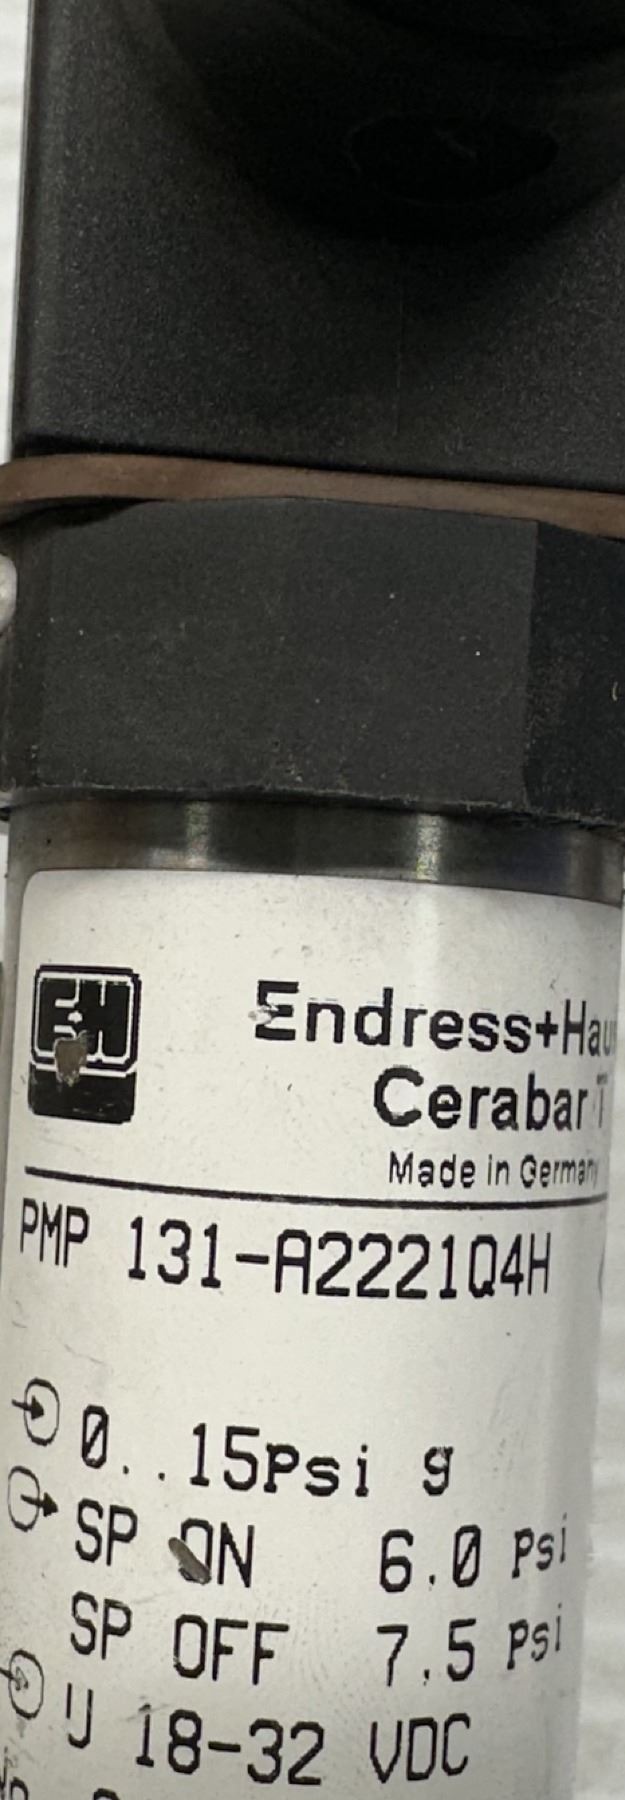 E+H
Endress+Hau
Cerabar T
Made in Germany
PMP 131-A2221Q4H
0..15Psi g
SP ON 6.0 Psi
SP OFF 7.5 Psi
U 18-32 VDC